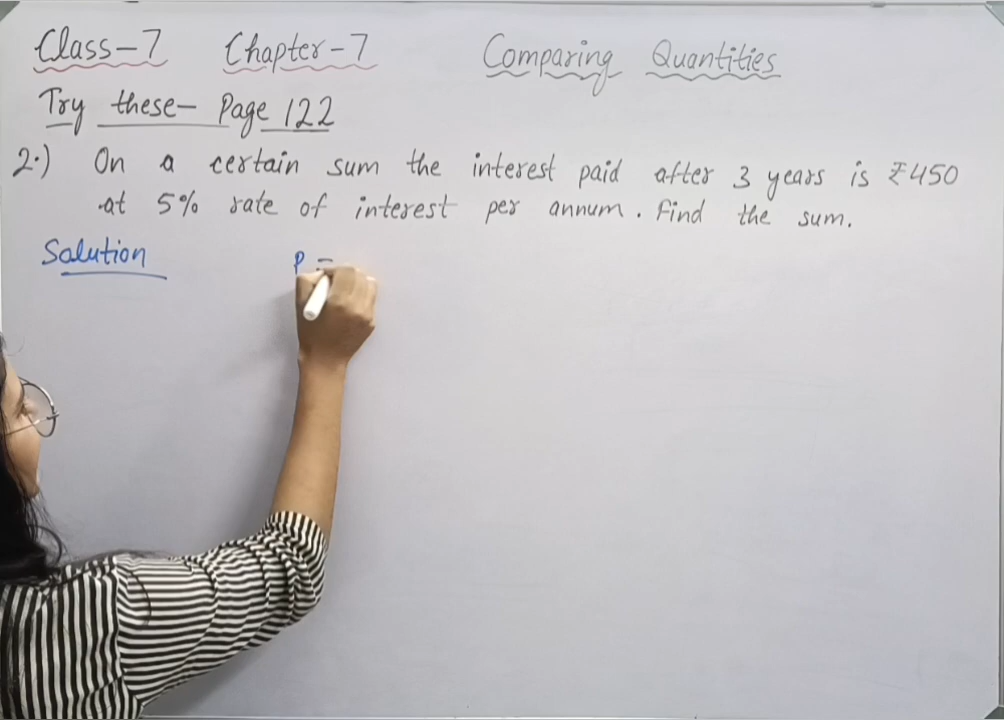 Class-7 Chapter-7 Comparing Quantities
Try these- Page 122
2.) On a certain sum the interest paid after 3 years is ₹450
at 5% rate of interest per annum. Find the sum.
Solution P =